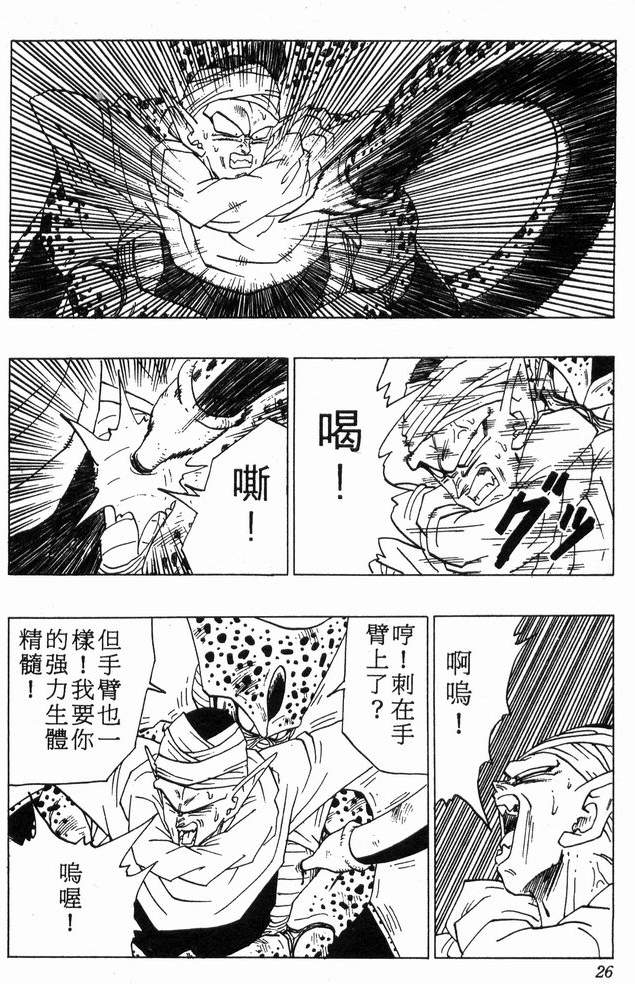 喝！
グッ
嘶！
啊嗚！
哼！刺在手
臂上了？
但手臂也一
樣！我要你
的强力生體
精髓！
嗚喔！
26